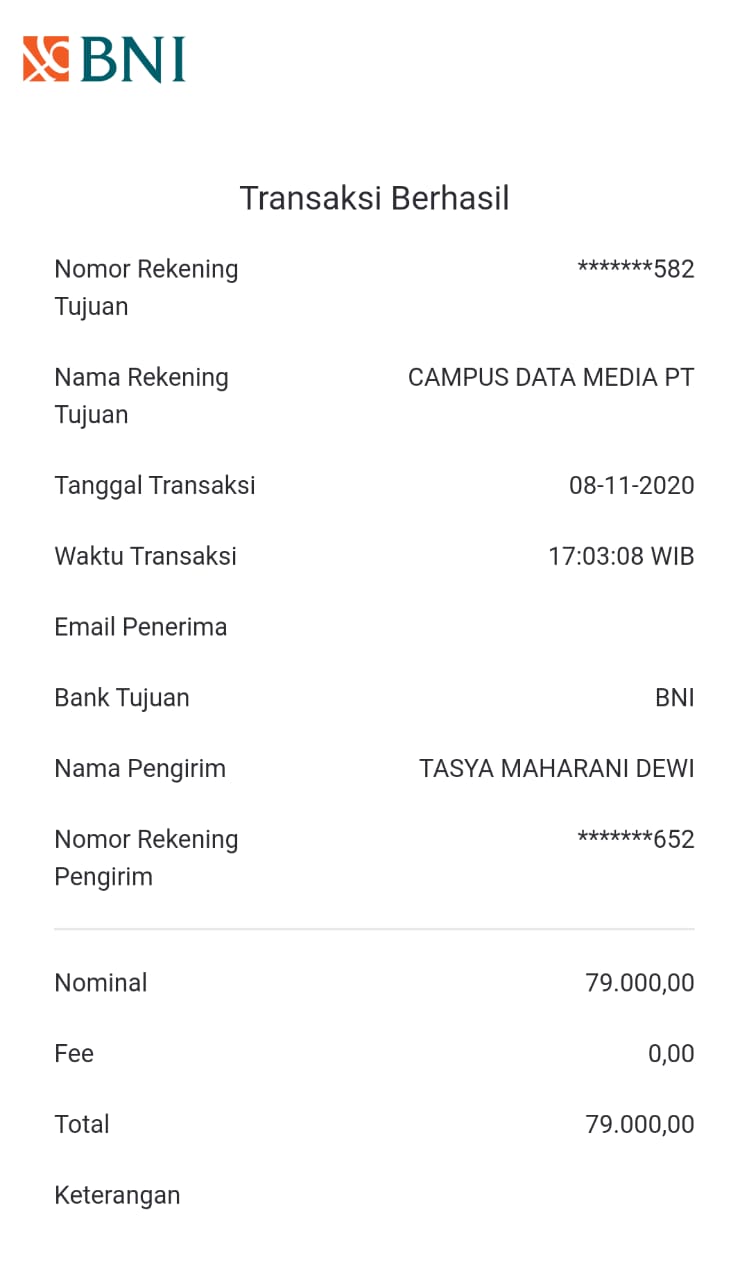 BNI
Transaksi Berhasil
Nomor Rekening Tujuan *******582
Nama Rekening Tujuan CAMPUS DATA MEDIA PT
Tanggal Transaksi 08-11-2020
Waktu Transaksi 17:03:08 WIB
Email Penerima
Bank Tujuan BNI
Nama Pengirim TASYA MAHARANI DEWI
Nomor Rekening Pengirim *******652
Nominal 79.000,00
Fee 0,00
Total 79.000,00
Keterangan